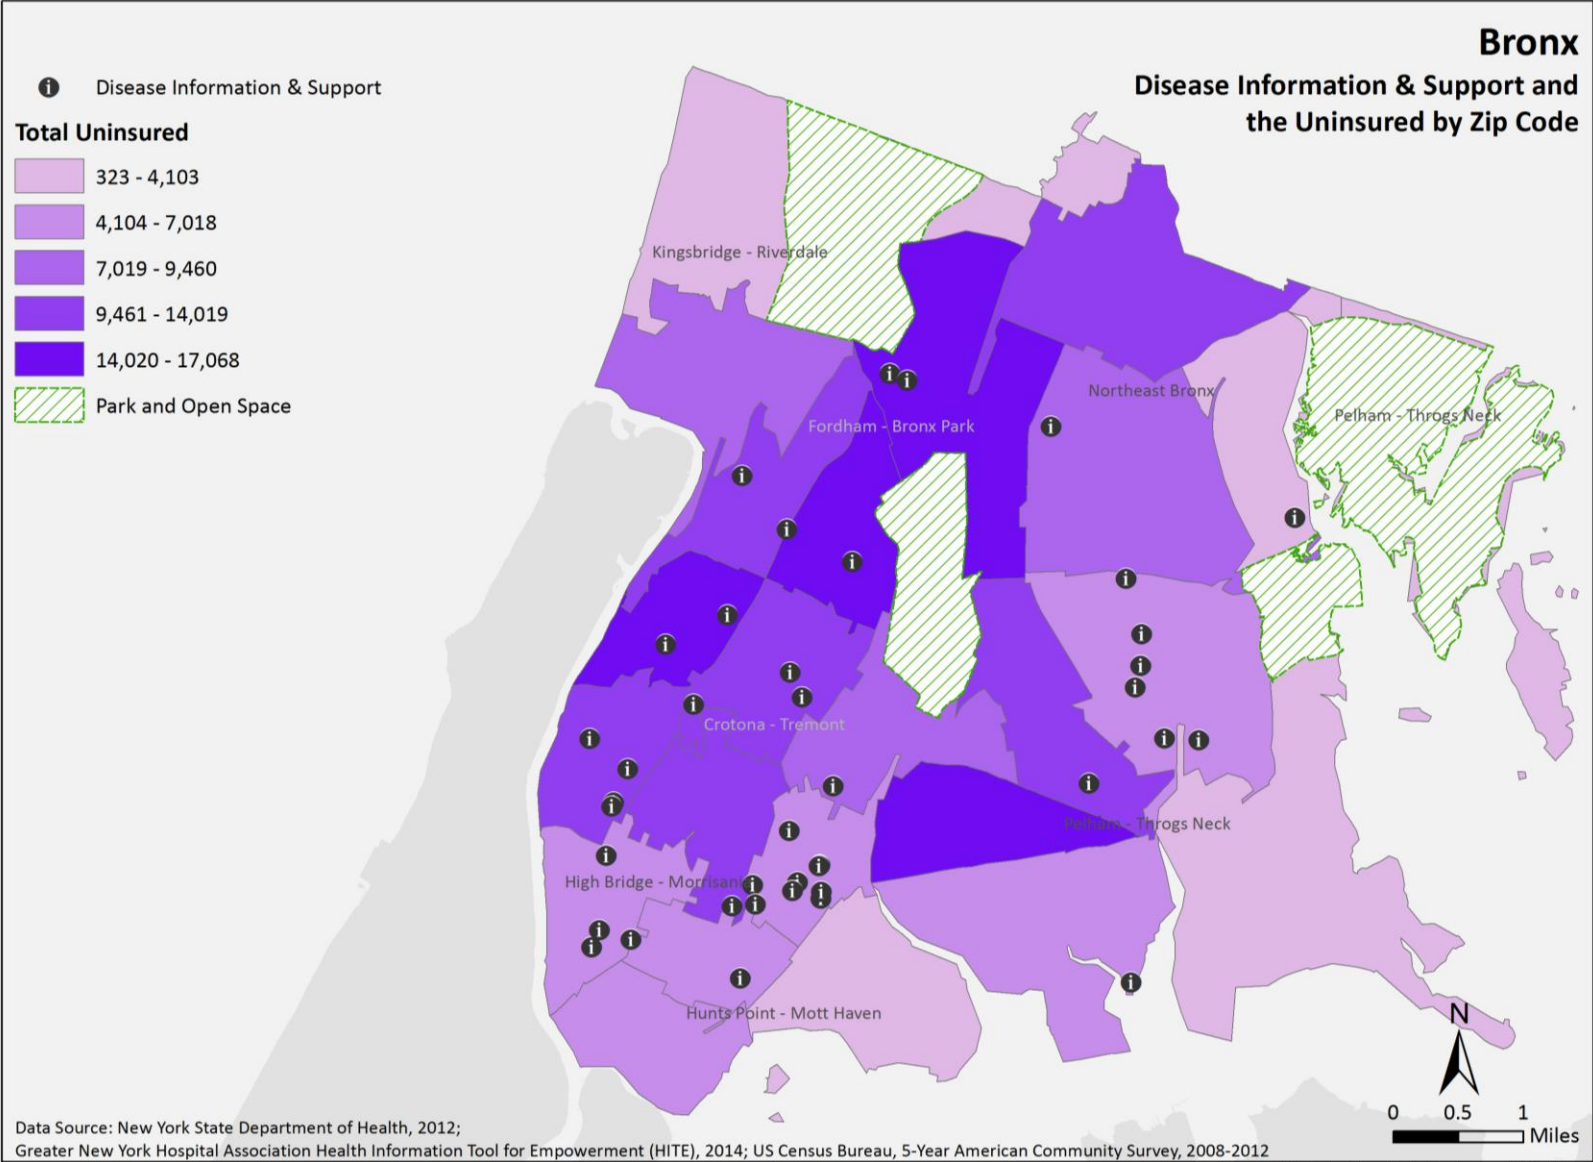 Bronx
Disease Information & Support and
the Uninsured by Zip Code
i Disease Information & Support
Total Uninsured
323 - 4,103
4,104 - 7,018
7,019 - 9,460
9,461 - 14,019
14,020 - 17,068
Park and Open Space
Kingsbridge - Riverdale
Northeast Bronx
Pelham - Throgs Neck
Fordham - Bronx Park
Crotona - Tremont
Pelham - Throgs Neck
High Bridge - Morrisania
Hunts Point - Mott Haven
N
0 0.5 1
Miles
Data Source: New York State Department of Health, 2012;
Greater New York Hospital Association Health Information Tool for Empowerment (HITE), 2014; US Census Bureau, 5-Year American Community Survey, 2008-2012